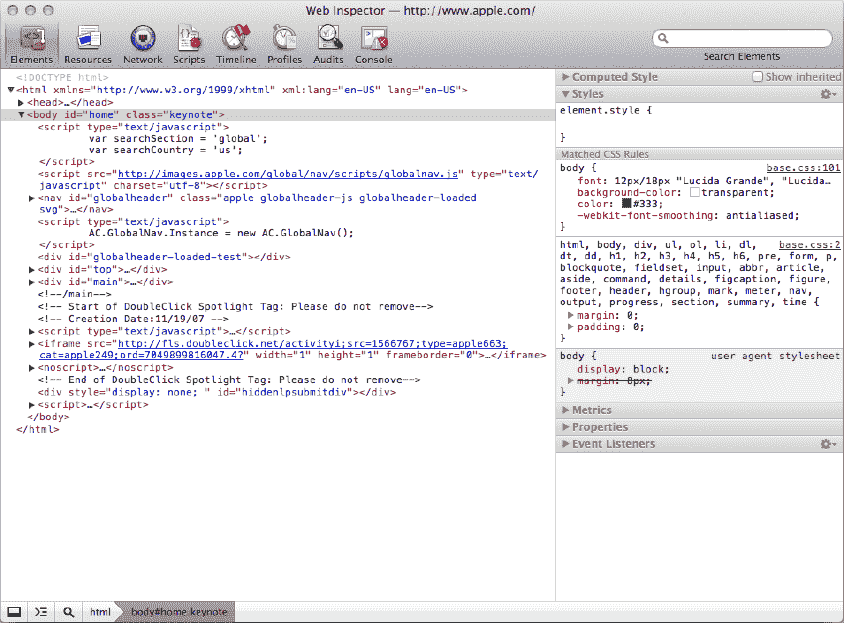 Web Inspector — http://www.apple.com/
Elements Resources Network Scripts Timeline Profiles Audits Console
Search Elements
<!DOCTYPE html>
<html xmlns="http://www.w3.org/1999/xhtml" xml:lang="en-US" lang="en-US">
<head>…</head>
<body id="home" class="keynote">
<script type="text/javascript">
var searchSection = 'global';
var searchCountry = 'us';
</script>
<script src="http://images.apple.com/global/nav/scripts/globalnav.js" type="text/
javascript" charset="utf-8"></script>
<nav id="globalheader" class="apple globalheader-js globalheader-loaded
svg">…</nav>
<script type="text/javascript">
AC.GlobalNav.Instance = new AC.GlobalNav();
</script>
<div id="globalheader-loaded-test"></div>
<div id="top">…</div>
<div id="main">…</div>
<!--/main-->
<!-- Start of DoubleClick Spotlight Tag: Please do not remove-->
<!-- Creation Date:11/19/07 -->
<script type="text/javascript">…</script>
<iframe src="http://fls.doubleclick.net/activityi;src=1566767;type=apple663;
cat=apple249;ord=7049899816047.4?" width="1" height="1" frameborder="0">…</iframe>
<noscript>…</noscript>
<!-- End of DoubleClick Spotlight Tag: Please do not remove-->
<div style="display: none; " id="hiddenlpsubmitdiv"></div>
<script>…</script>
</body>
</html>
Computed Style Show inherited
Styles
element.style {
}
Matched CSS Rules
body { base.css:101
font: 12px/18px "Lucida Grande", "Lucida…
background-color: transparent;
color: #333;
-webkit-font-smoothing: antialiased;
}
html, body, div, ul, ol, li, dl, base.css:2
dt, dd, h1, h2, h3, h4, h5, h6, pre, form, p,
blockquote, fieldset, input, abbr, article,
aside, command, details, figcaption, figure,
footer, header, hgroup, mark, meter, nav,
output, progress, section, summary, time {
margin: 0;
padding: 0;
}
body { user agent stylesheet
display: block;
margin: 8px;
}
Metrics
Properties
Event Listeners
html body#home.keynote